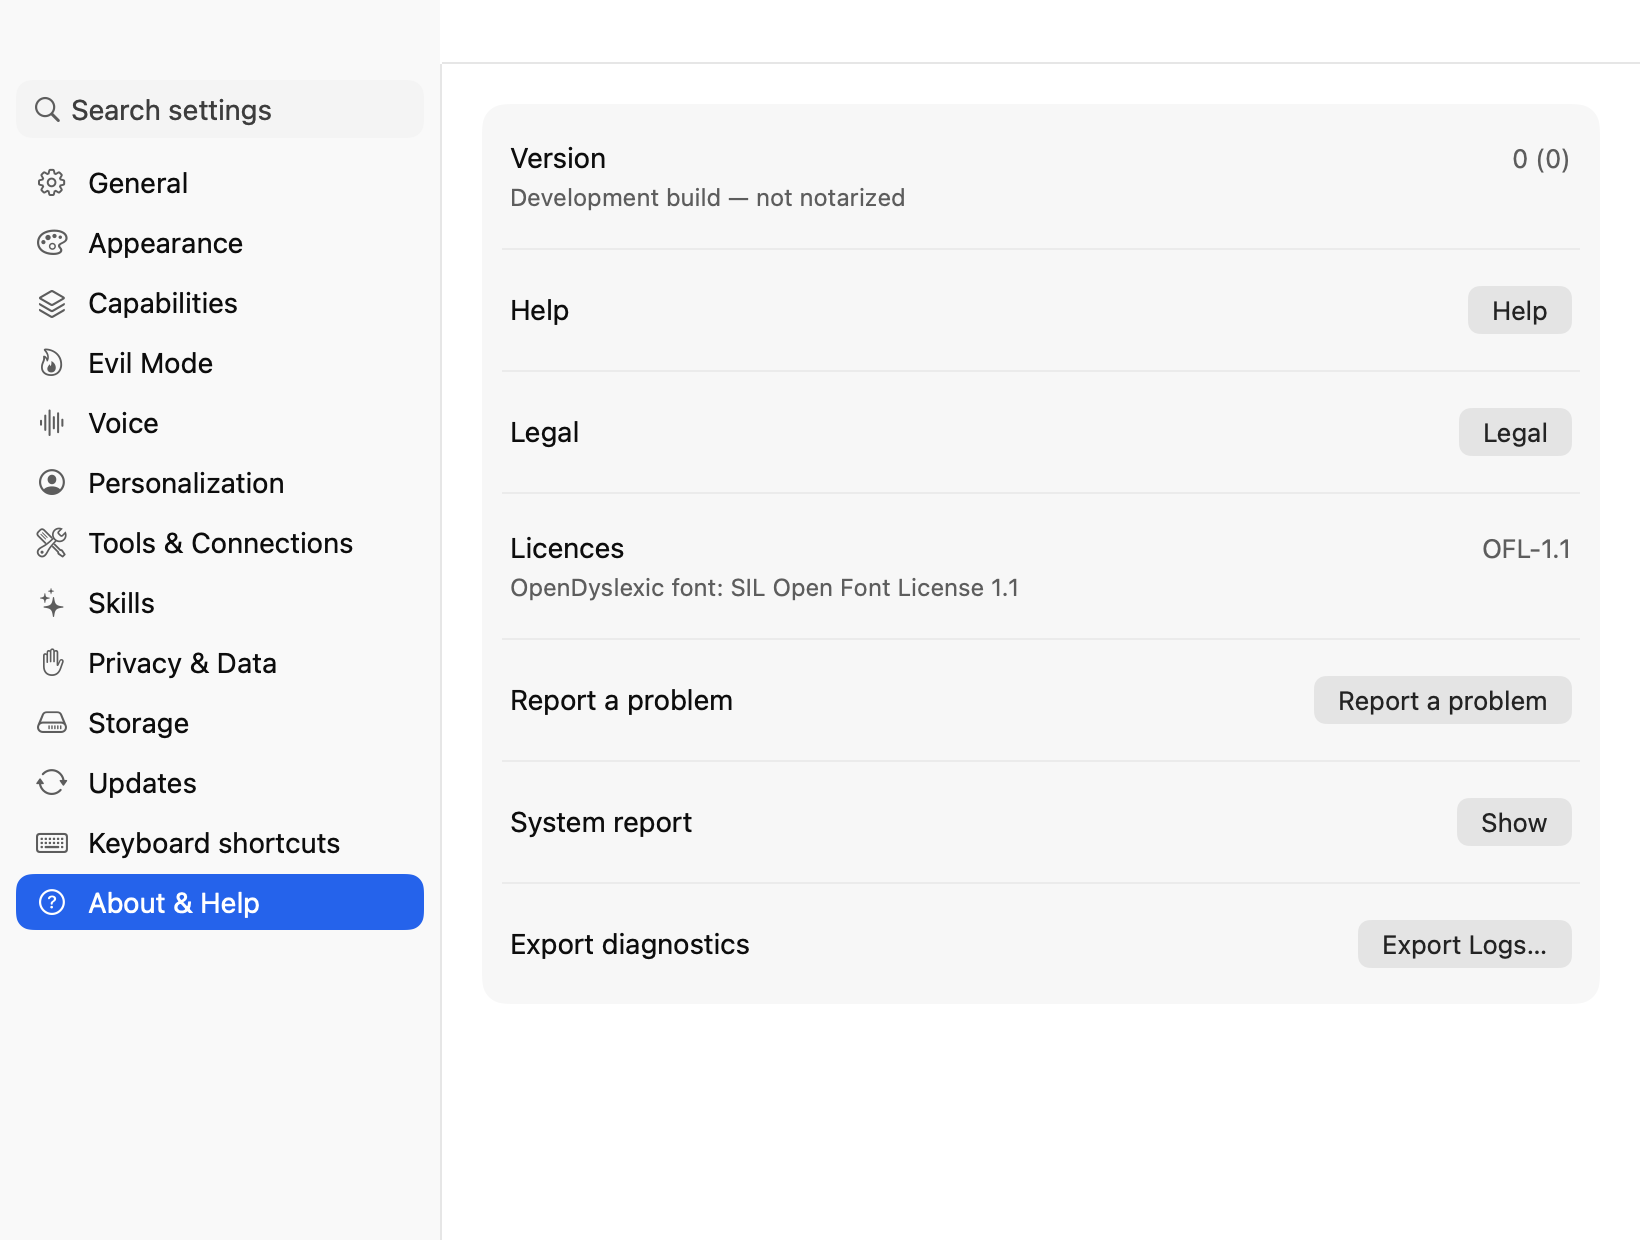 Search settings
General
Appearance
Capabilities
Evil Mode
Voice
Personalization
Tools & Connections
Skills
Privacy & Data
Storage
Updates
Keyboard shortcuts
About & Help
Version
0 (0)
Development build — not notarized
Help
Help
Legal
Legal
Licences
OFL-1.1
OpenDyslexic font: SIL Open Font License 1.1
Report a problem
Report a problem
System report
Show
Export diagnostics
Export Logs...